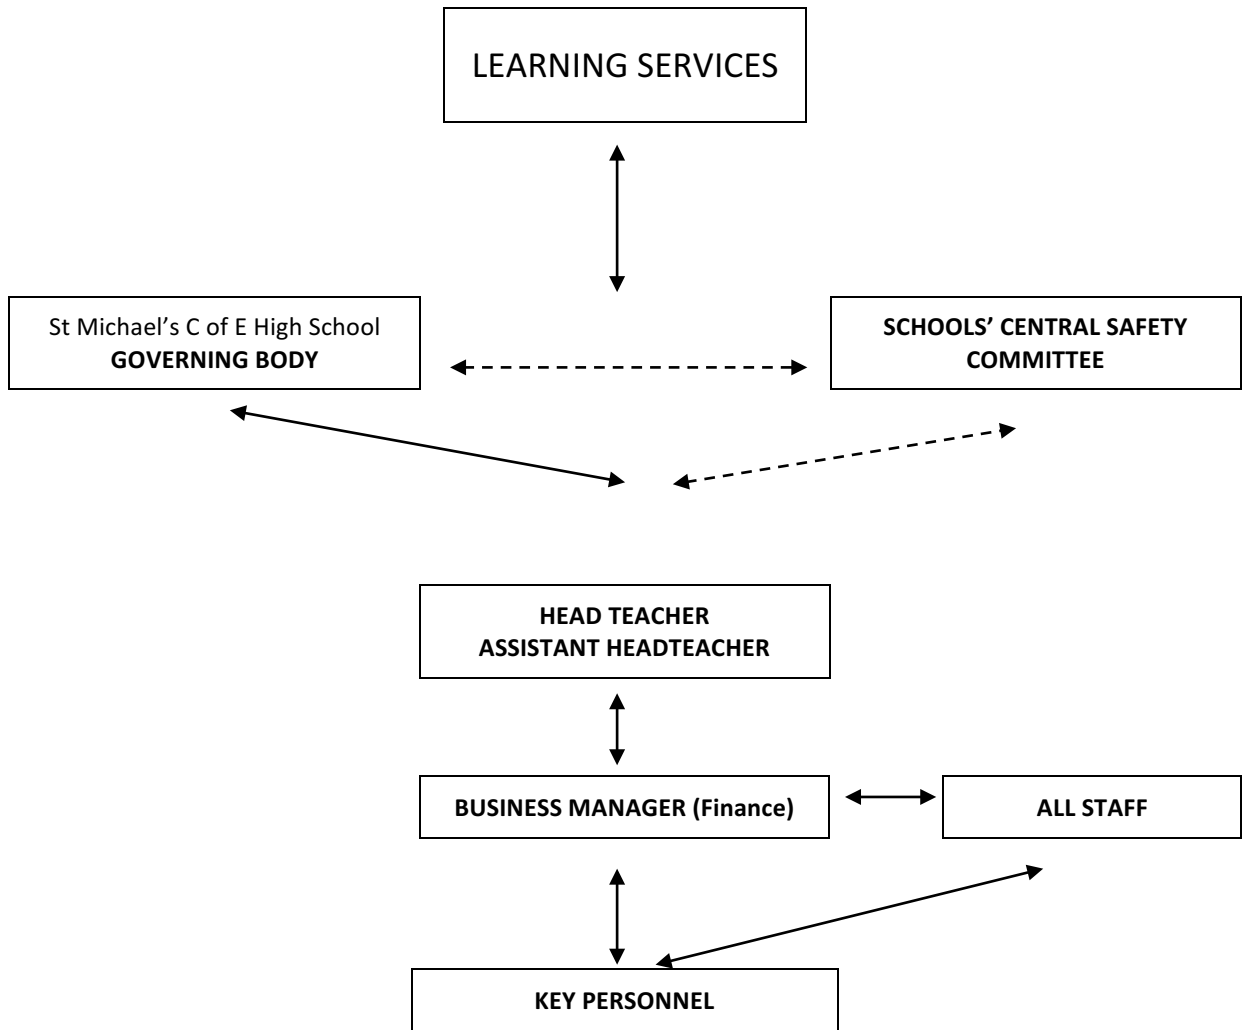 LEARNING SERVICES
St Michael’s C of E High School
GOVERNING BODY
SCHOOLS’ CENTRAL SAFETY
COMMITTEE
HEAD TEACHER
ASSISTANT HEADTEACHER
BUSINESS MANAGER (Finance)
ALL STAFF
KEY PERSONNEL